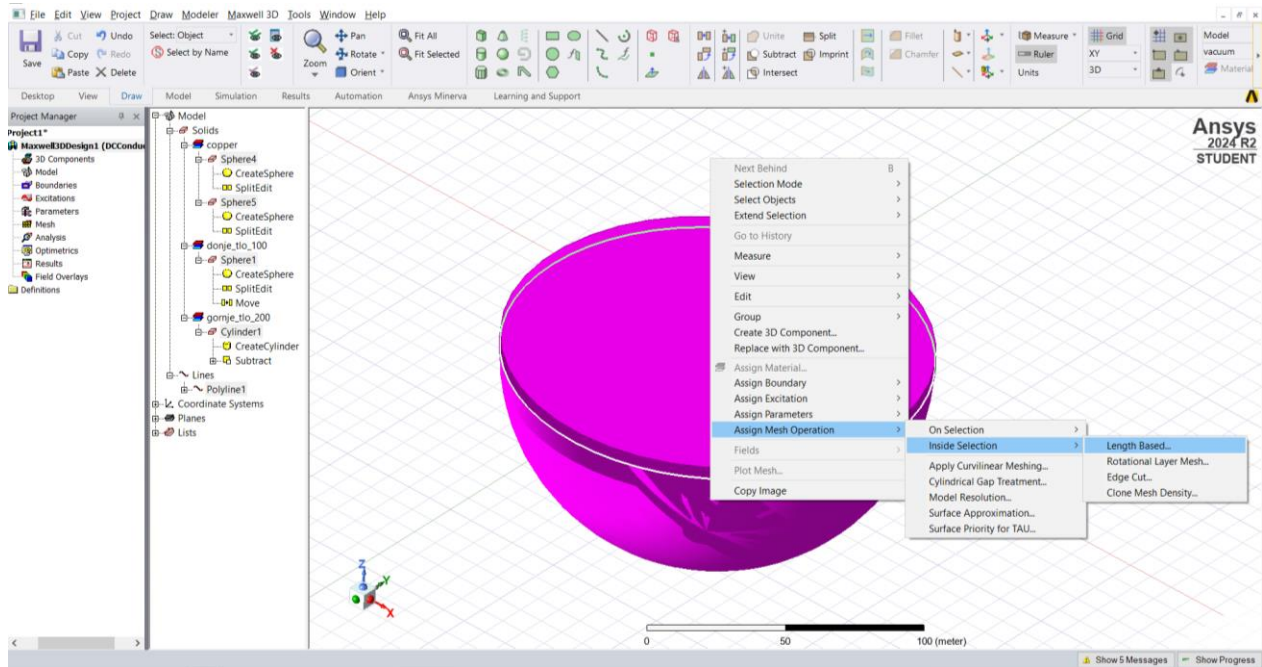 File Edit View Project Draw Modeler Maxwell 3D Tools Window Help
Save
Cut
Copy
Paste
Undo
Redo
Delete
Select: Object
Select by Name
Zoom
Pan
Rotate
Orient
Fit All
Fit Selected
Unite
Subtract
Intersect
Split
Imprint
Fillet
Chamfer
Measure
Ruler
Units
Grid
XY
3D
Model
vacuum
Material
Desktop View Draw Model Simulation Results Automation Ansys Minerva Learning and Support
Project Manager
Project1*
Maxwell3DDesign1 (DCCondu
3D Components
Model
Boundaries
Excitations
Parameters
Mesh
Analysis
Optimetrics
Results
Field Overlays
Definitions
Model
Solids
copper
Sphere4
CreateSphere
SplitEdit
Sphere5
CreateSphere
SplitEdit
donje_tlo_100
Sphere1
CreateSphere
SplitEdit
Move
gornje_tlo_200
Cylinder1
CreateCylinder
Subtract
Lines
Polyline1
Coordinate Systems
Planes
Lists
Ansys
2024 R2
STUDENT
Next Behind B
Selection Mode
Select Objects
Extend Selection
Go to History
Measure
View
Edit
Group
Create 3D Component...
Replace with 3D Component...
Assign Material...
Assign Boundary
Assign Excitation
Assign Parameters
Assign Mesh Operation
Fields
Plot Mesh...
Copy Image
On Selection
Inside Selection
Apply Curvilinear Meshing...
Cylindrical Gap Treatment...
Model Resolution...
Surface Approximation...
Surface Priority for TAU...
Length Based...
Rotational Layer Mesh...
Edge Cut...
Clone Mesh Density...
Z
Y
X
0 50 100 (meter)
Show 5 Messages Show Progress